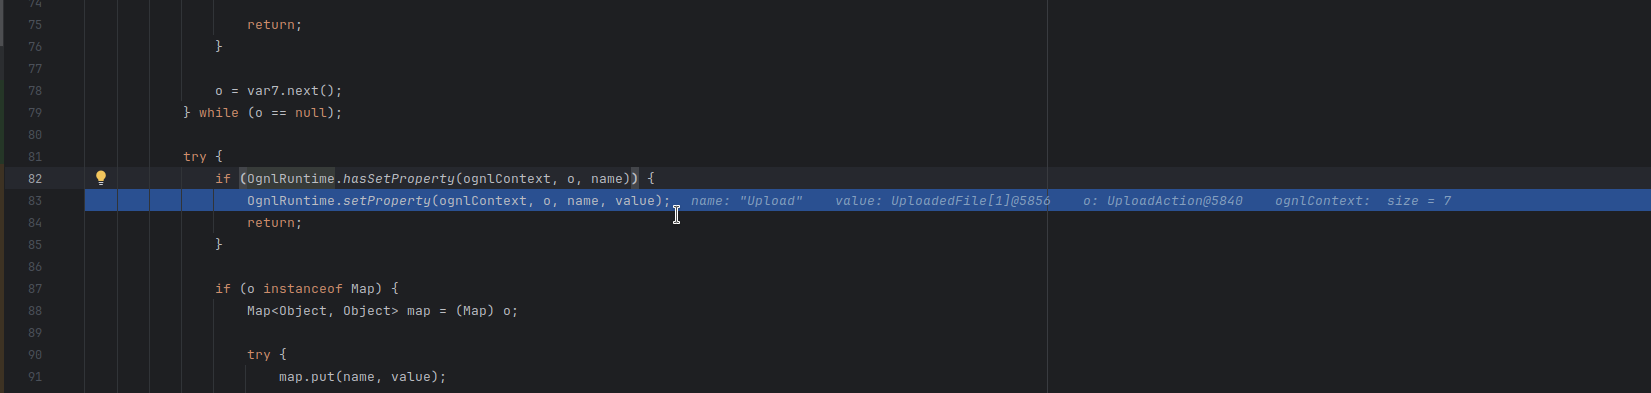 74
75 return;
76 }
77
78 o = var7.next();
79 } while (o == null);
80
81 try {
82 if (OgnlRuntime.hasSetProperty(ognlContext, o, name)) {
83 OgnlRuntime.setProperty(ognlContext, o, name, value); name: "Upload" value: UploadedFile[1]@5856 o: UploadAction@5840 ognlContext: size = 7
84 return;
85 }
86
87 if (o instanceof Map) {
88 Map<Object, Object> map = (Map) o;
89
90 try {
91 map.put(name, value);